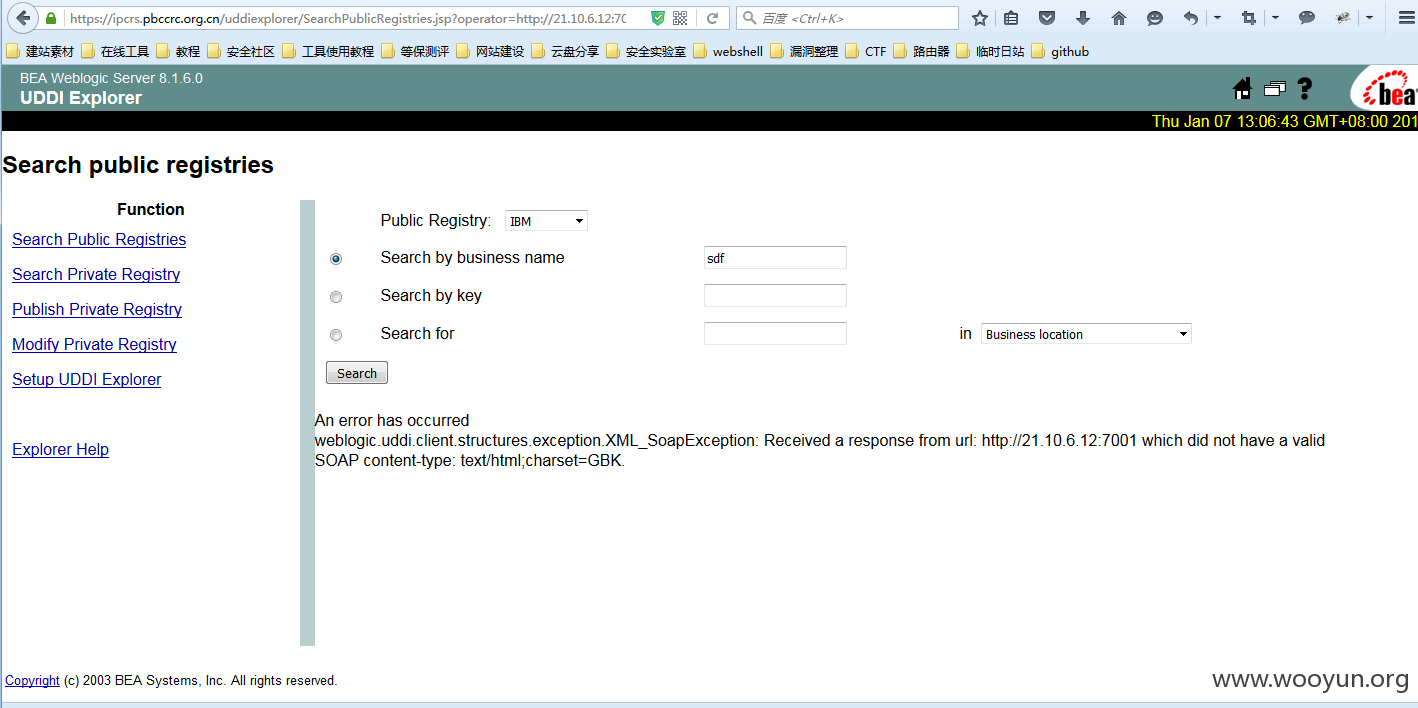 https://ipcrs.pbccrc.org.cn/uddiexplorer/SearchPublicRegistries.jsp?operator=http://21.10.6.12:70
百度 <Ctrl+K>
建站素材 在线工具 教程 安全社区 工具使用教程 等保测评 网站建设 云盘分享 安全实验室 webshell 漏洞整理 CTF 路由器 临时日站 github
BEA Weblogic Server 8.1.6.0
UDDI Explorer
bea
Thu Jan 07 13:06:43 GMT+08:00 201
Search public registries
Function
Search Public Registries
Search Private Registry
Publish Private Registry
Modify Private Registry
Setup UDDI Explorer
Explorer Help
Public Registry: IBM
Search by business name sdf
Search by key
Search for in Business location
Search
An error has occurred
weblogic.uddi.client.structures.exception.XML_SoapException: Received a response from url: http://21.10.6.12:7001 which did not have a valid
SOAP content-type: text/html;charset=GBK.
Copyright (c) 2003 BEA Systems, Inc. All rights reserved.
www.wooyun.org